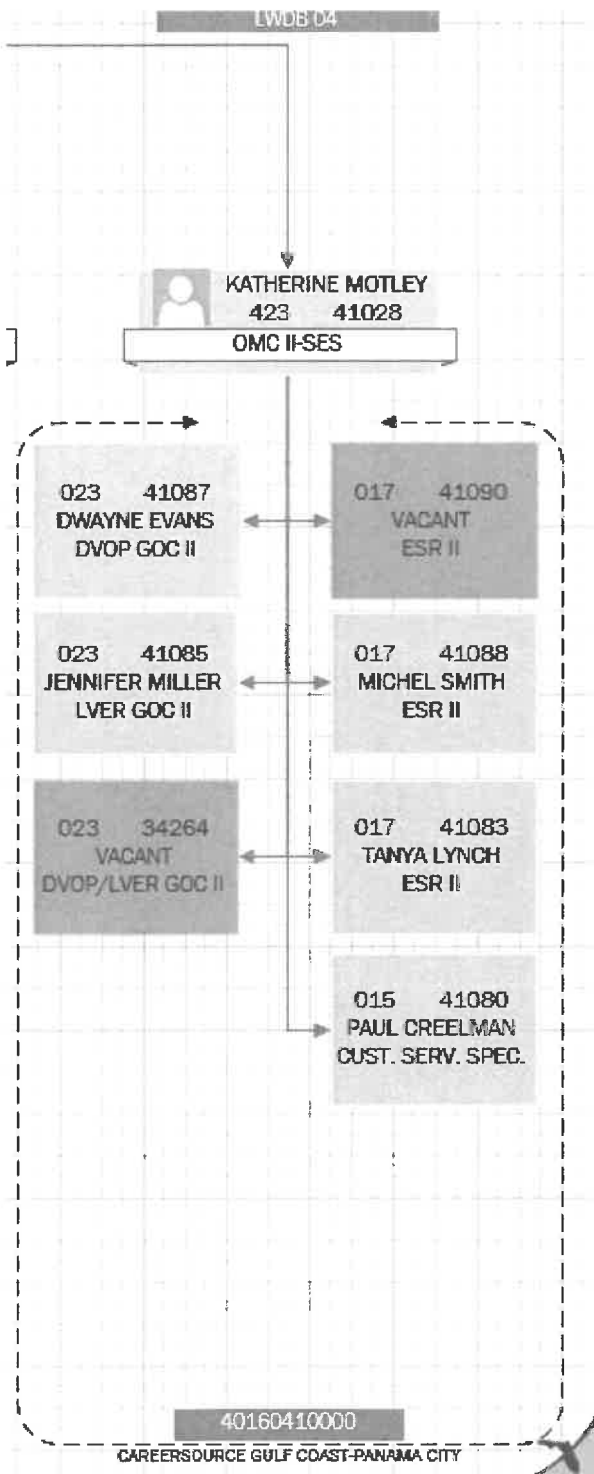 LWDB 04
KATHERINE MOTLEY
423 41028
OMC II-SES
023 41087
DWAYNE EVANS
DVOP GOC II
017 41090
VACANT
ESR II
023 41085
JENNIFER MILLER
LVER GOC II
017 41088
MICHEL SMITH
ESR II
023 34264
VACANT
DVOP/LVER GOC II
017 41083
TANYA LYNCH
ESR II
015 41080
PAUL CREELMAN
CUST. SERV. SPEC.
40160410000
CAREERSOURCE GULF COAST-PANAMA CITY